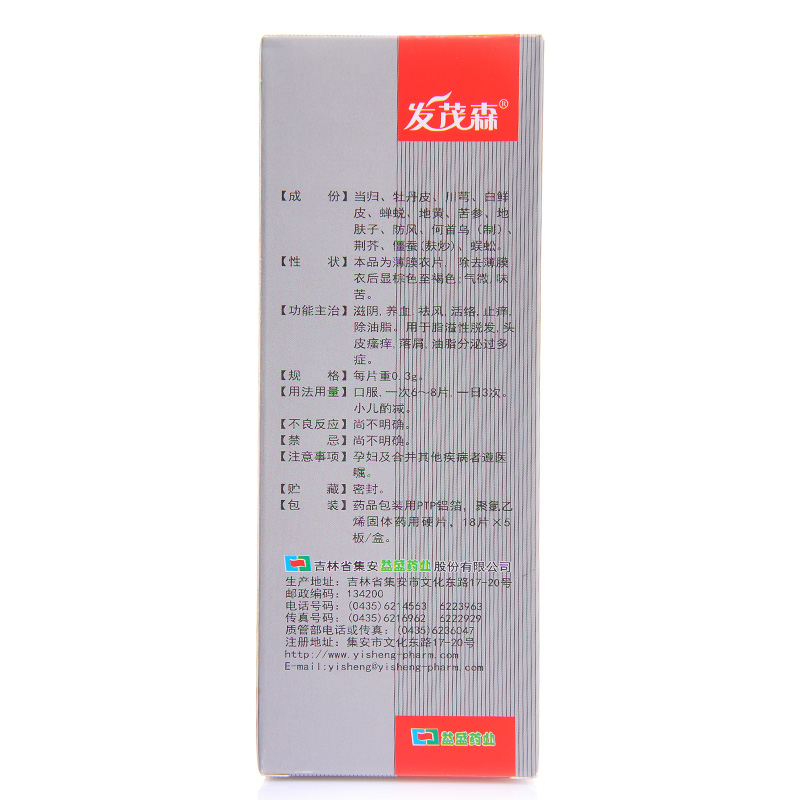 发茂森®
【成 份】当归、牡丹皮、川芎、白鲜
皮、蝉蜕、地黄、苦参、地
肤子、防风、何首乌（制）、
荆芥、僵蚕(麸炒)、蜈蚣。
【性 状】本品为薄膜衣片，除去薄膜
衣后显棕色至褐色;气微,味
苦。
【功能主治】滋阴,养血,祛风,活络,止痒,
除油脂。用于脂溢性脱发,头
皮瘙痒,落屑,油脂分泌过多
症。
【规 格】每片重0.3g。
【用法用量】口服,一次6～8片,一日3次。
小儿酌减。
【不良反应】尚不明确。
【禁 忌】尚不明确。
【注意事项】孕妇及合并其他疾病者遵医
嘱。
【贮 藏】密封。
【包 装】药品包装用PTP铝箔，聚氯乙
烯固体药用硬片，18片×5
板/盒。
吉林省集安益盛药业股份有限公司
生产地址：吉林省集安市文化东路17-20号
邮政编码：134200
电话号码：(0435)6214563 6223963
传真号码：(0435)6216962 6222929
质管部电话或传真：(0435)6236047
注册地址：集安市文化东路17-20号
http://www.yisheng-pharm.com
E-mail:yisheng@yisheng-pharm.com
益盛药业